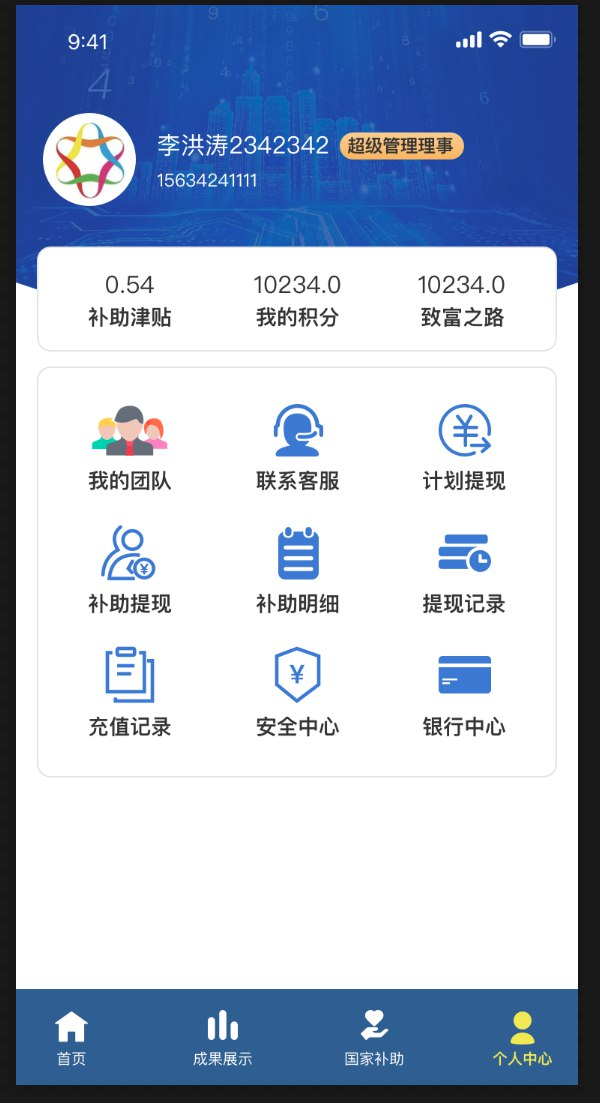 9:41
李洪涛2342342 超级管理理事
15634241111
0.54 10234.0 10234.0
补助津贴 我的积分 致富之路
我的团队 联系客服 计划提现
补助提现 补助明细 提现记录
充值记录 安全中心 银行中心
首页 成果展示 国家补助 个人中心